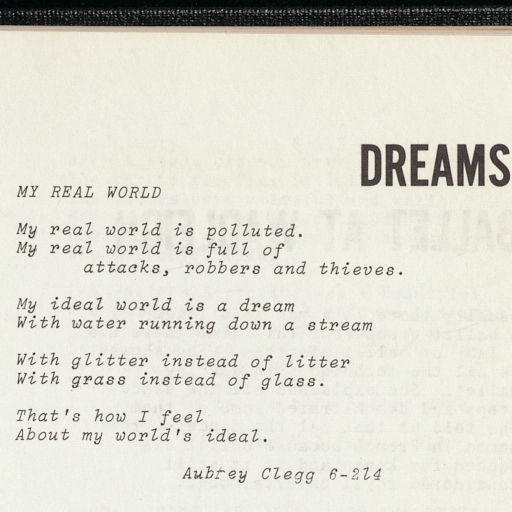 DREAMS
MY REAL WORLD
My real world is polluted.
My real world is full of
attacks, robbers and thieves.
My ideal world is a dream
With water running down a stream
With glitter instead of litter
With grass instead of glass.
That's how I feel
About my world's ideal.
Aubrey Clegg 6-214